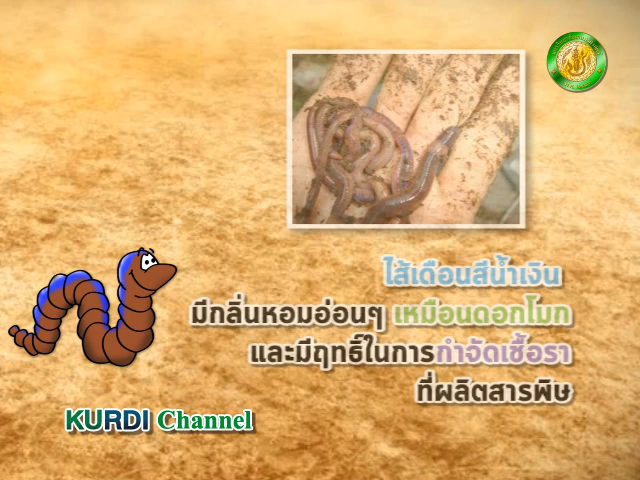 ไส้เดือนสีน้ำเงิน
มีกลิ่นหอมอ่อนๆ เหมือนดอกโมก
และมีฤทธิ์ในการกำจัดเชื้อรา
ที่ผลิตสารพิษ
KURDI Channel